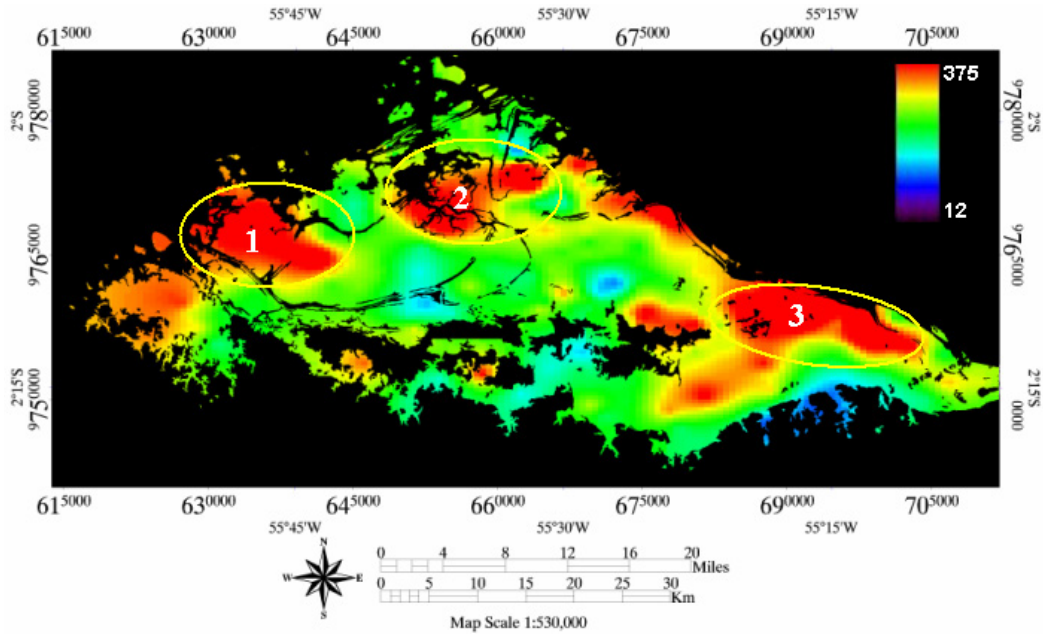 55°45'W 55°30'W 55°15'W
615000 630000 645000 660000 675000 690000 705000
2°S
9780000
9765000
2°15'S
9750000
375
12
1
2
3
9780000
2°S
9765000
2°15'S
0000
615000 630000 645000 660000 675000 690000 705000
55°45'W 55°30'W 55°15'W
N
W E
S
0 4 8 12 16 20
Miles
0 5 10 15 20 25 30
Km
Map Scale 1:530,000